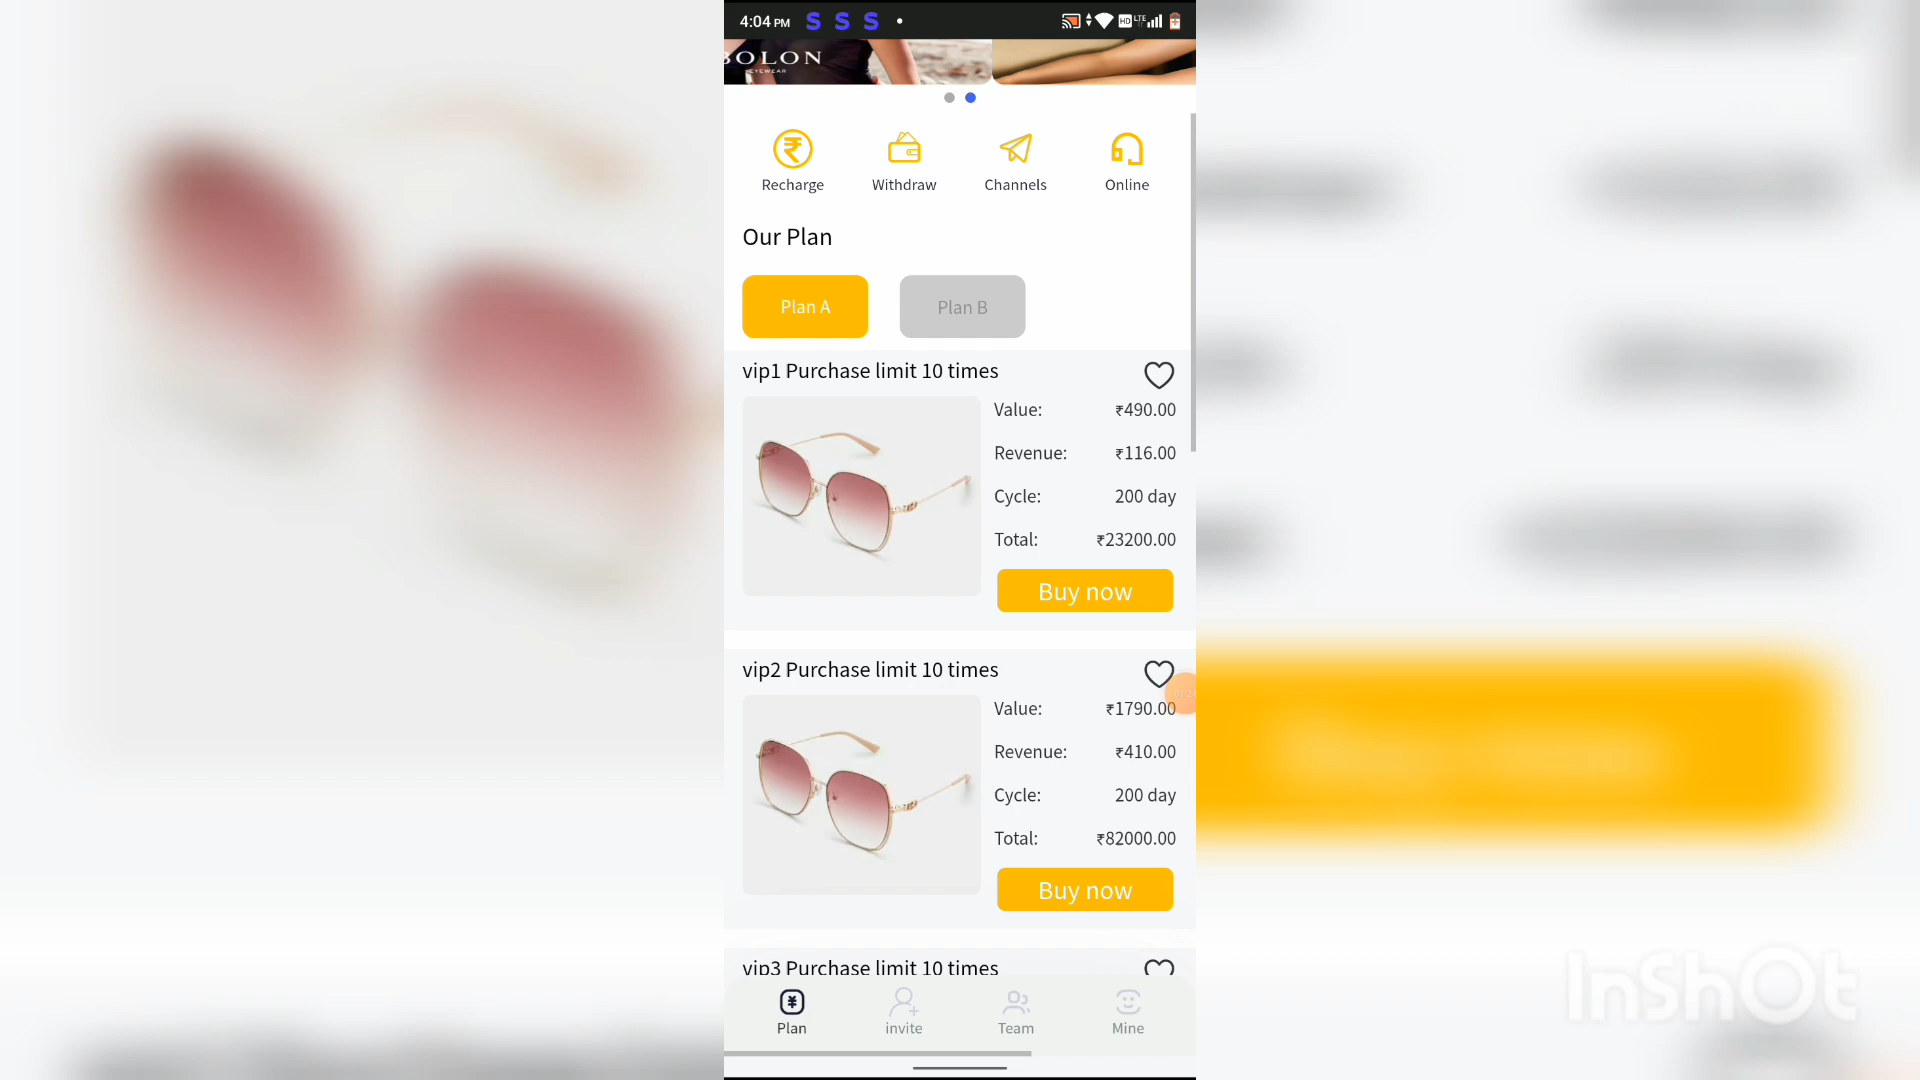 4:04 PM S S S
BOLON
EYEWEAR
Recharge Withdraw Channels Online
Our Plan
Plan A Plan B
vip1 Purchase limit 10 times
Value: ₹490.00
Revenue: ₹116.00
Cycle: 200 day
Total: ₹23200.00
Buy now
vip2 Purchase limit 10 times
Value: ₹1790.00
Revenue: ₹410.00
Cycle: 200 day
Total: ₹82000.00
Buy now
vip3 Purchase limit 10 times
Plan invite Team Mine
InShOt